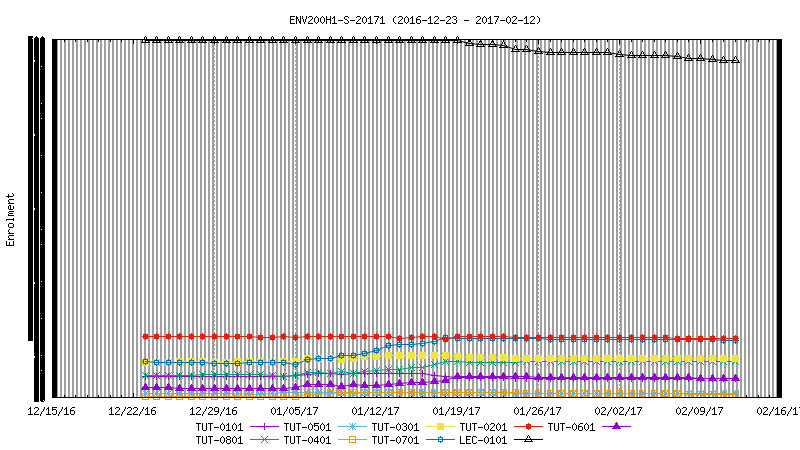 ENV200H1-S-20171 (2016-12-23 - 2017-02-12)
Enrolment
12/15/16 12/22/16 12/29/16 01/05/17 01/12/17 01/19/17 01/26/17 02/02/17 02/09/17 02/16/17
TUT-0101 TUT-0501 TUT-0301 TUT-0201 TUT-0601
TUT-0801 TUT-0401 TUT-0701 LEC-0101